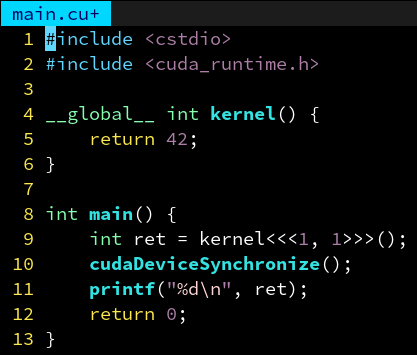 main.cu+
1 #include <cstdio>
2 #include <cuda_runtime.h>
3
4 __global__ int kernel() {
5     return 42;
6 }
7
8 int main() {
9     int ret = kernel<<<1, 1>>>();
10     cudaDeviceSynchronize();
11     printf("%d\n", ret);
12     return 0;
13 }